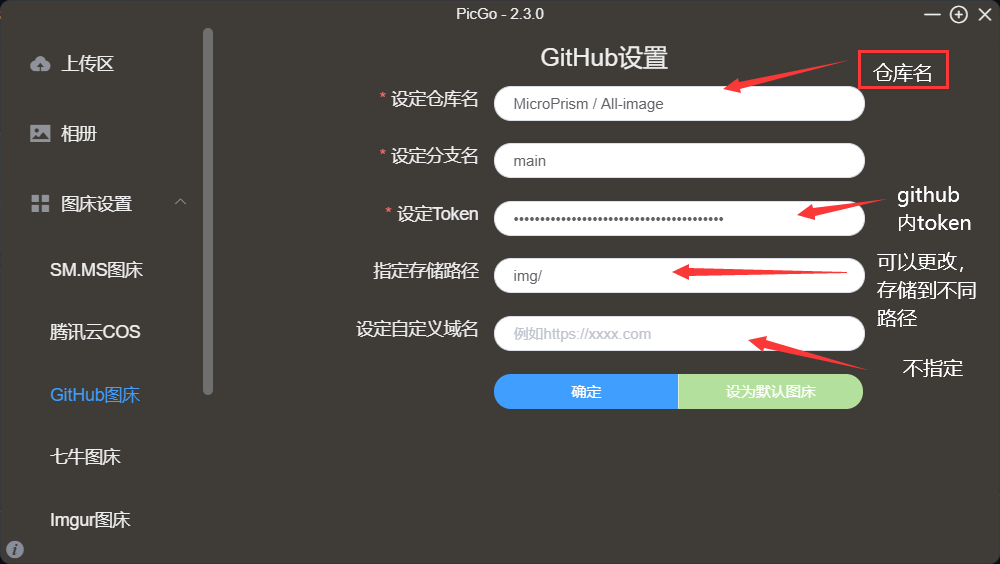 PicGo - 2.3.0
上传区
相册
图床设置
SM.MS图床
腾讯云COS
GitHub图床
七牛图床
Imgur图床
GitHub设置
仓库名
* 设定仓库名
MicroPrism / All-image
* 设定分支名
main
* 设定Token
••••••••••••••••••••••••••••••••••••••••
github
内token
指定存储路径
img/
可以更改，
存储到不同
路径
设定自定义域名
例如https://xxxx.com
不指定
确定
设为默认图床